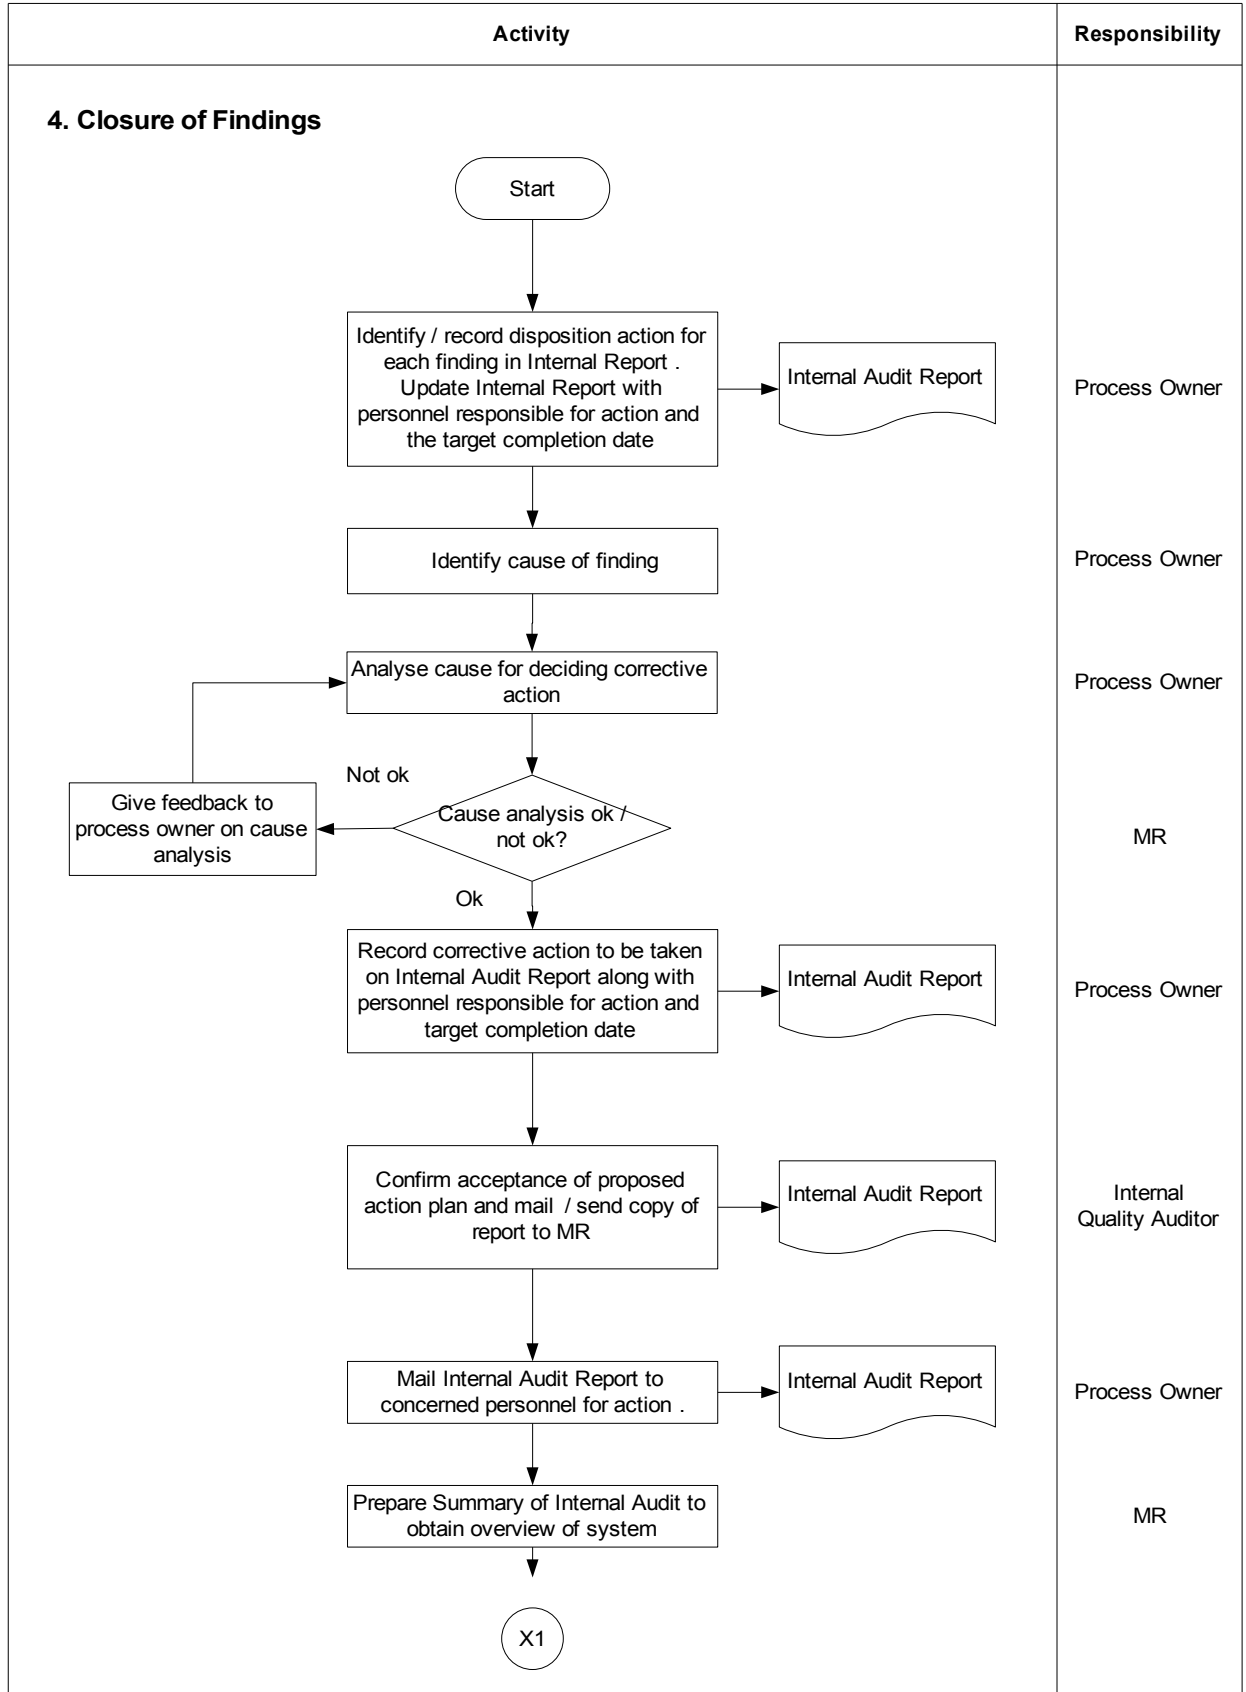 Activity
Responsibility
4. Closure of Findings
Start
Identify / record disposition action for
each finding in Internal Report .
Update Internal Report with
personnel responsible for action and
the target completion date
Internal Audit Report
Process Owner
Identify cause of finding
Process Owner
Analyse cause for deciding corrective
action
Process Owner
Not ok
Give feedback to
process owner on cause
analysis
Cause analysis ok /
not ok?
MR
Ok
Record corrective action to be taken
on Internal Audit Report along with
personnel responsible for action and
target completion date
Internal Audit Report
Process Owner
Confirm acceptance of proposed
action plan and mail / send copy of
report to MR
Internal Audit Report
Internal
Quality Auditor
Mail Internal Audit Report to
concerned personnel for action .
Internal Audit Report
Process Owner
Prepare Summary of Internal Audit to
obtain overview of system
MR
X1